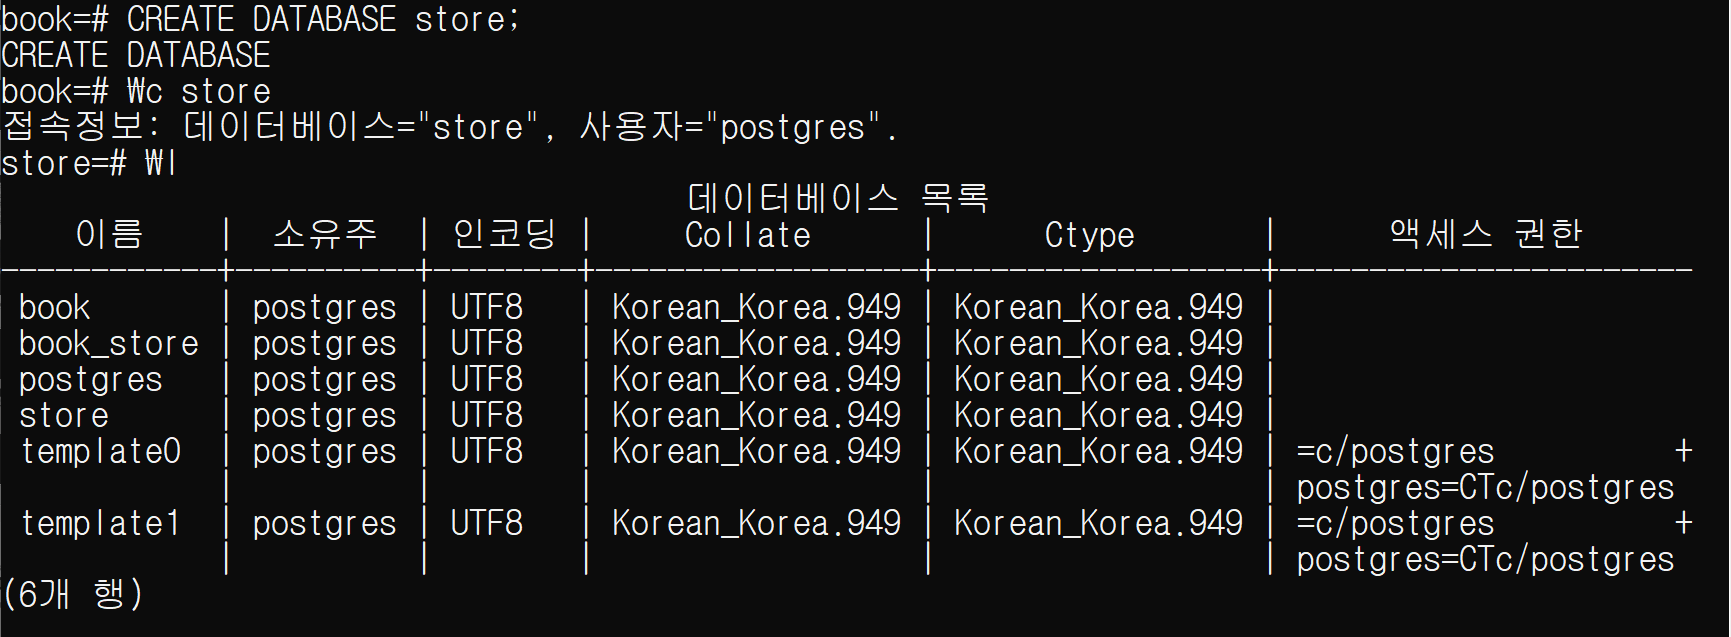 book=# CREATE DATABASE store;
CREATE DATABASE
book=# ₩c store
접속정보: 데이터베이스="store", 사용자="postgres".
store=# ₩l
데이터베이스 목록
이름 | 소유주 | 인코딩 | Collate | Ctype | 액세스 권한
------------+----------+--------+------------------+------------------+-----------------------
book | postgres | UTF8 | Korean_Korea.949 | Korean_Korea.949 |
book_store | postgres | UTF8 | Korean_Korea.949 | Korean_Korea.949 |
postgres | postgres | UTF8 | Korean_Korea.949 | Korean_Korea.949 |
store | postgres | UTF8 | Korean_Korea.949 | Korean_Korea.949 |
template0 | postgres | UTF8 | Korean_Korea.949 | Korean_Korea.949 | =c/postgres +
| | | | | postgres=CTc/postgres
template1 | postgres | UTF8 | Korean_Korea.949 | Korean_Korea.949 | =c/postgres +
| | | | | postgres=CTc/postgres
(6개 행)